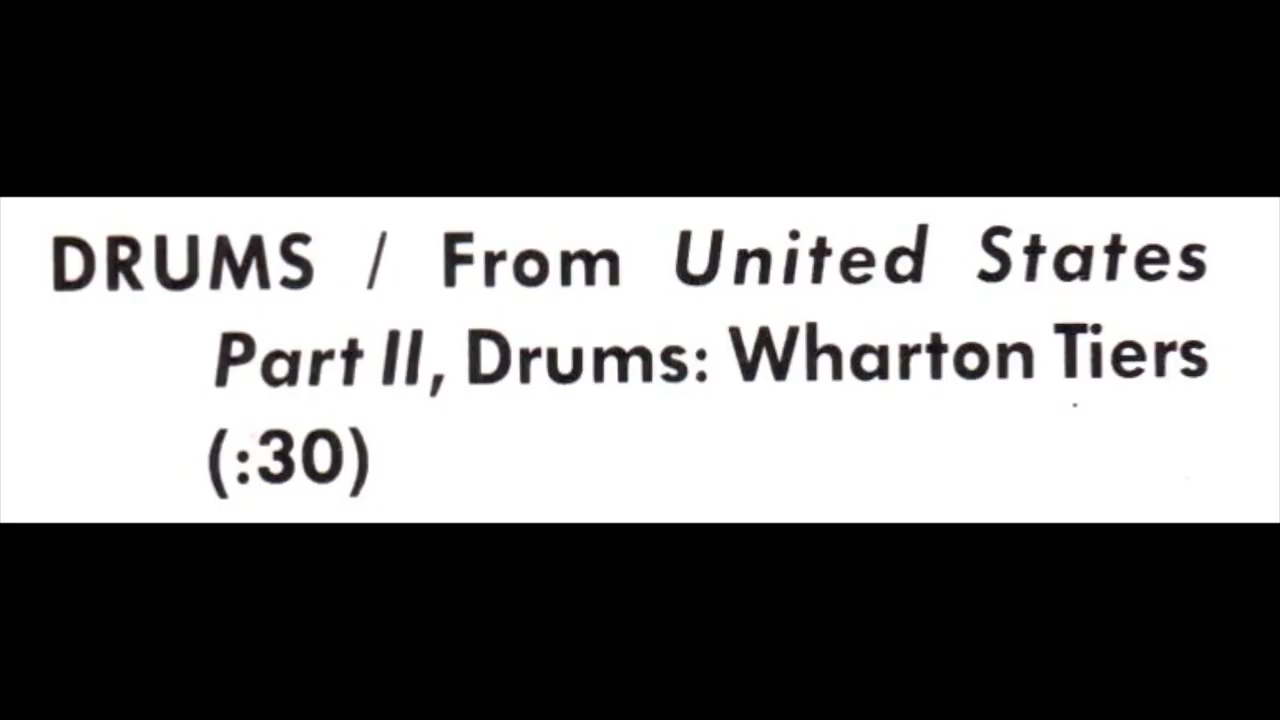 DRUMS / From United States
Part II, Drums: Wharton Tiers
(:30)